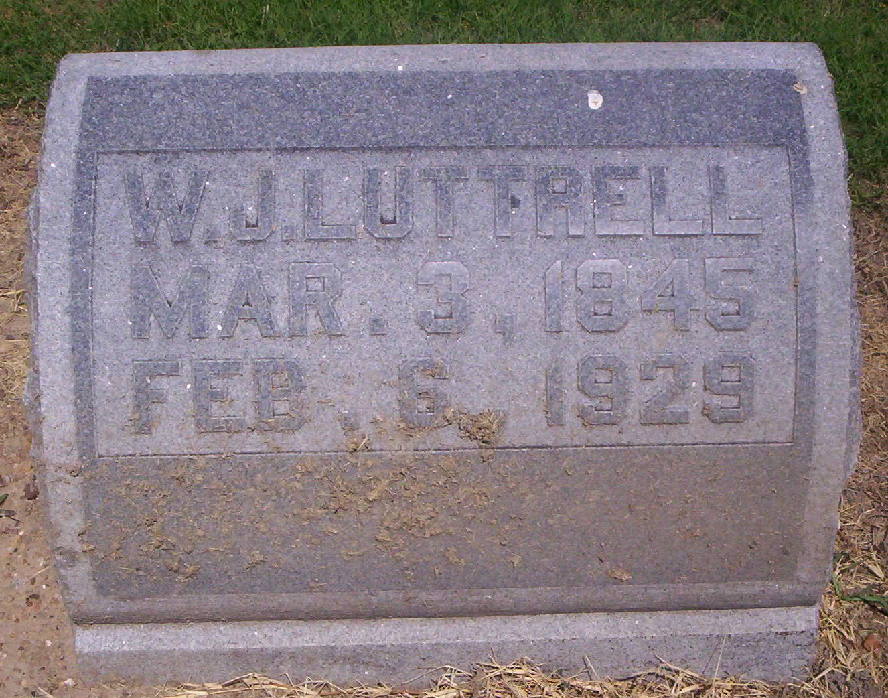 W.J.LUTTRELL
MAR. 3, 1845
FEB. 6, 1929